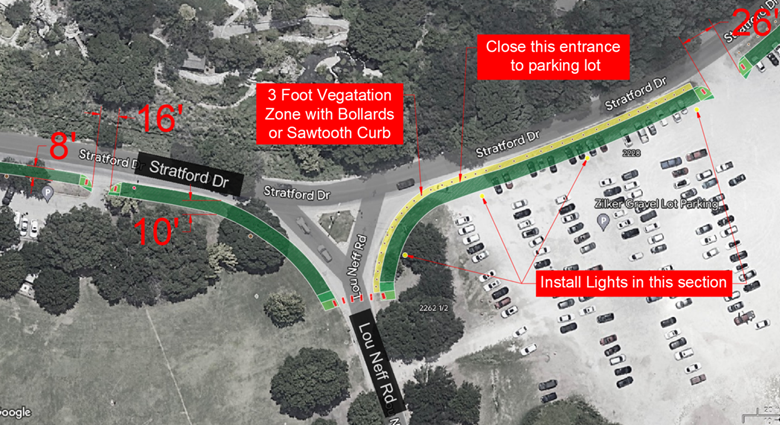 26'
Stratford Dr
Close this entrance
to parking lot
3 Foot Vegatation
Zone with Bollards
or Sawtooth Curb
16'
8'
Stratford D
Stratford Dr
Stratford Dr
Stratford Dr
2228
P
Zilker Gravel Lot Parking
P
10'
Lou Neff Rd
Install Lights in this section
2262 1/2
Lou Neff Rd
Google